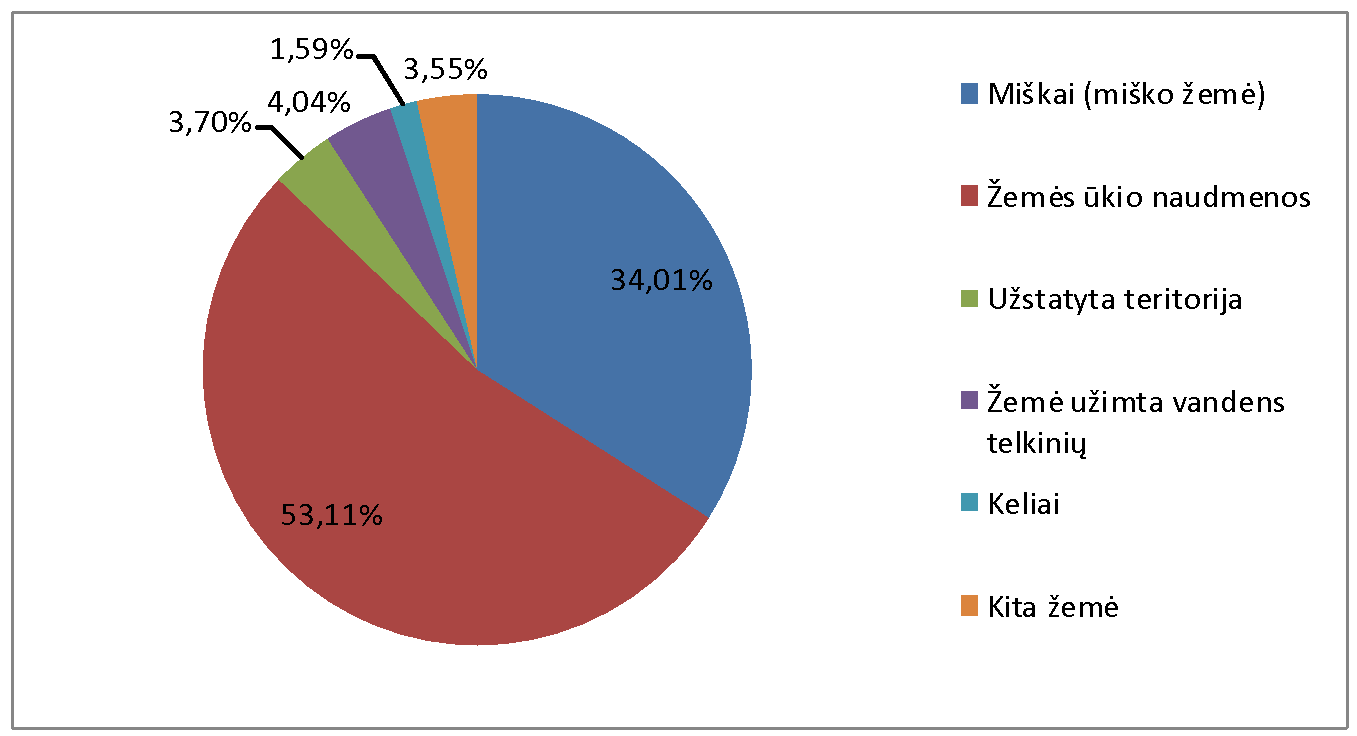 1,59%
3,55%
4,04%
3,70%
34,01%
53,11%
Miškai (miško žemė)
Žemės ūkio naudmenos
Užstatyta teritorija
Žemė užimta vandens
telkinių
Keliai
Kita žemė